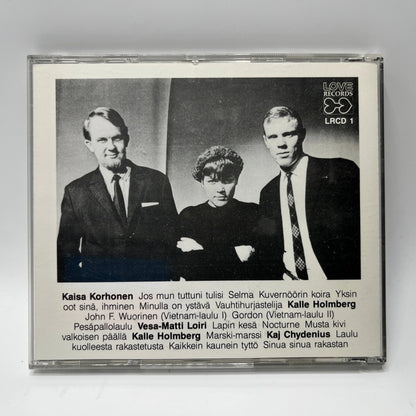 LOVE
RECORDS
LRCD 1
Kaisa Korhonen Jos mun tuttuni tulisi Selma Kuvernöörin koira Yksin
oot sinä, ihminen Minulla on ystävä Vauhtihurjastelija Kalle Holmberg
John F. Wuorinen (Vietnam-laulu I) Gordon (Vietnam-laulu II)
Pesäpallolaulu Vesa-Matti Loiri Lapin kesä Nocturne Musta kivi
valkoisen päällä Kalle Holmberg Marski-marssi Kaj Chydenius Laulu
kuolleesta rakastetusta Kaikkein kaunein tyttö Sinua sinua rakastan